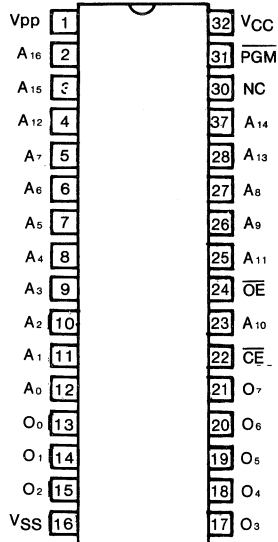 Vpp 1 32 VCC
A16 2 31 PGM
A15 3 30 NC
A12 4 37 A14
A7 5 28 A13
A6 6 27 A8
A5 7 26 A9
A4 8 25 A11
A3 9 24 OE
A2 10 23 A10
A1 11 22 CE
A0 12 21 O7
O0 13 20 O6
O1 14 19 O5
O2 15 18 O4
VSS 16 17 O3